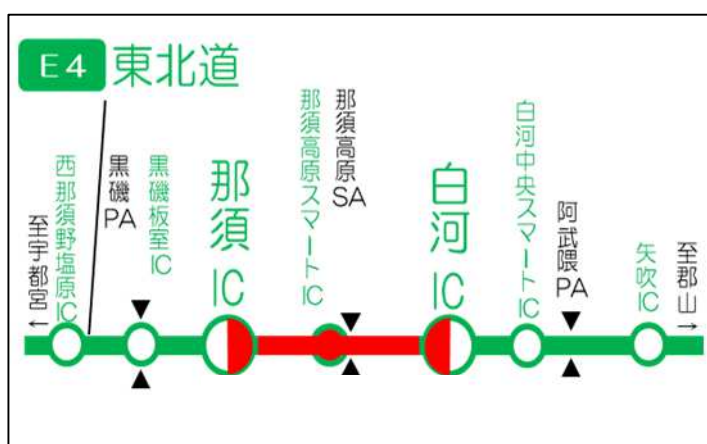 E4 東北道
至宇都宮
←
西那須野塩原IC
黒磯PA
黒磯板室IC
那須IC
那須高原スマートIC
那須高原SA
白河IC
白河中央スマートIC
阿武隈PA
矢吹IC
至郡山
→